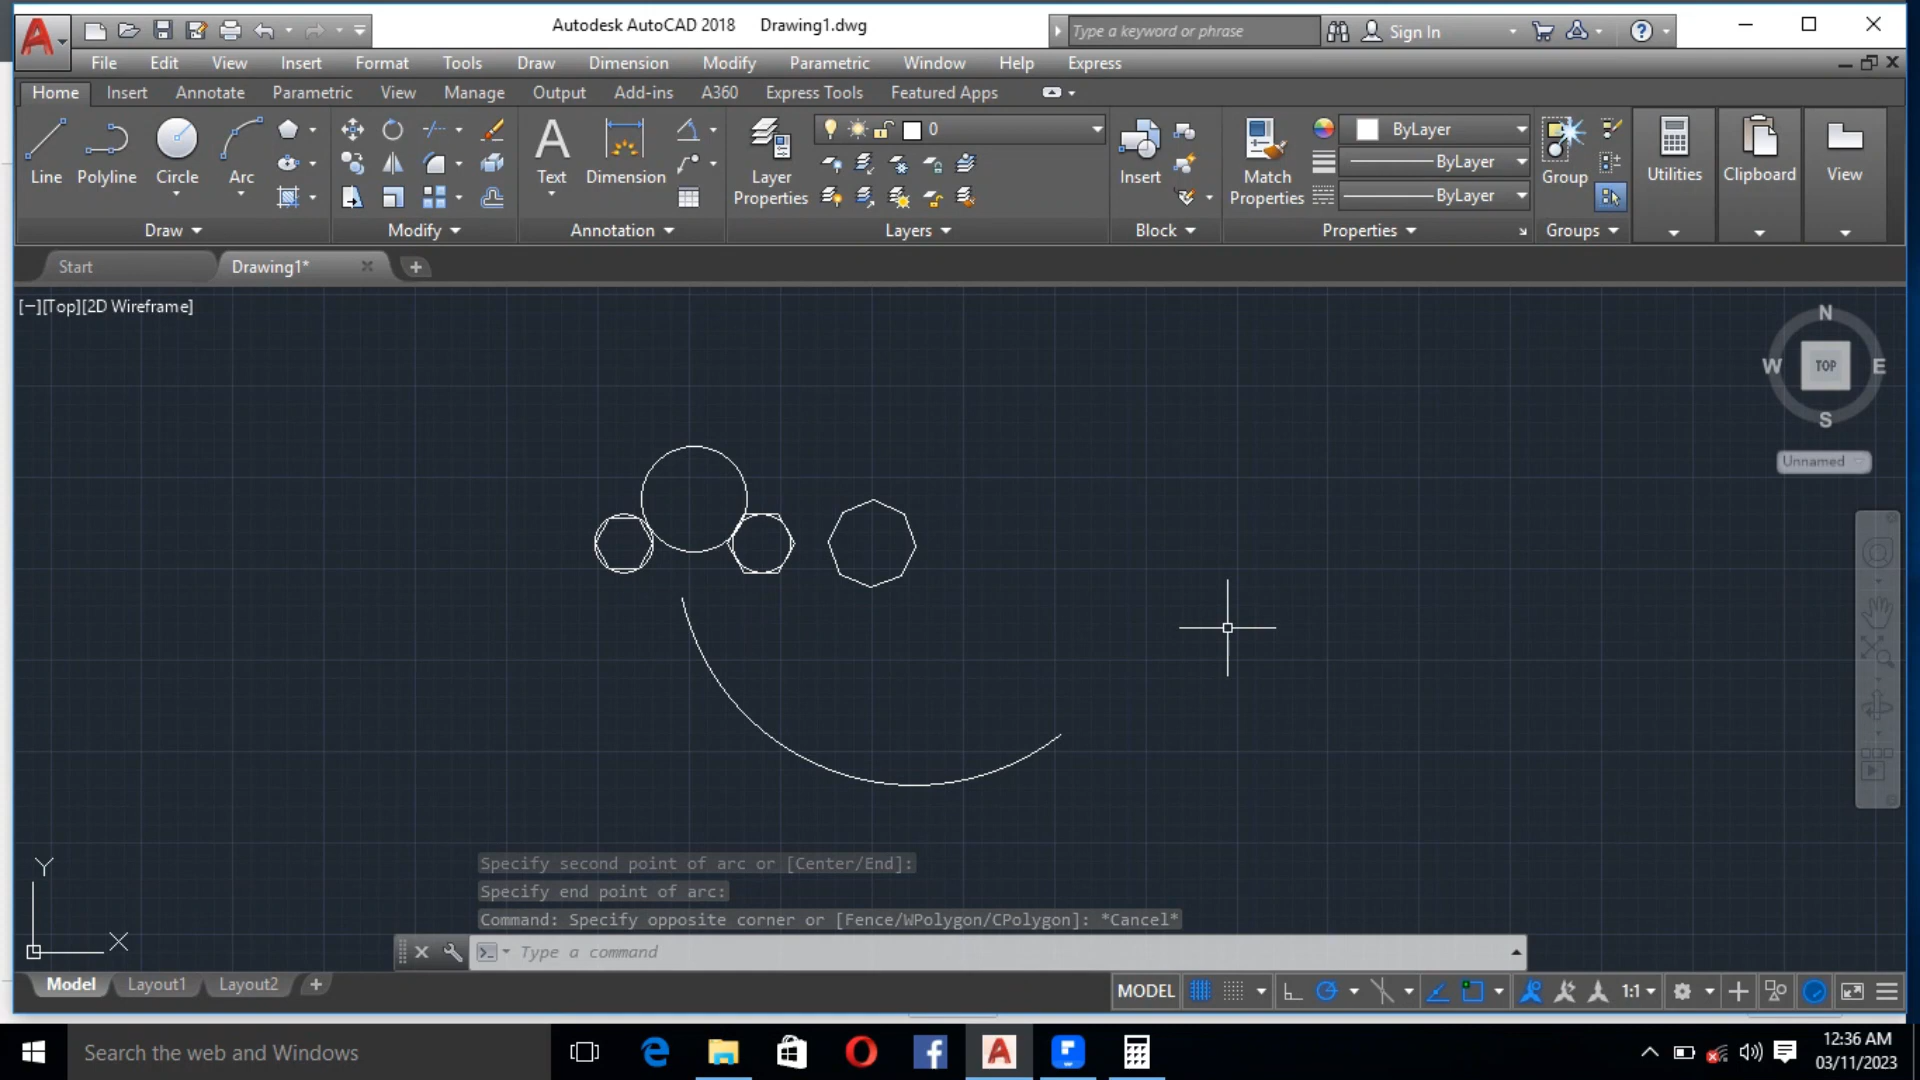 Autodesk AutoCAD 2018 Drawing1.dwg
Type a keyword or phrase
Sign In
File Edit View Insert Format Tools Draw Dimension Modify Parametric Window Help Express
Home Insert Annotate Parametric View Manage Output Add-ins A360 Express Tools Featured Apps
0
ByLayer
ByLayer
ByLayer
Line Polyline Circle Arc
Text Dimension
Layer
Properties
Insert
Match
Properties
Group
Utilities
Clipboard
View
Draw Modify Annotation Layers Block Properties Groups
Start Drawing1*
[−][Top][2D Wireframe]
N
W TOP E
S
Unnamed
Y
X
Specify second point of arc or [Center/End]:
Specify end point of arc:
Command: Specify opposite corner or [Fence/WPolygon/CPolygon]: *Cancel*
Type a command
Model Layout1 Layout2
MODEL 1:1
Search the web and Windows
12:36 AM
03/11/2023